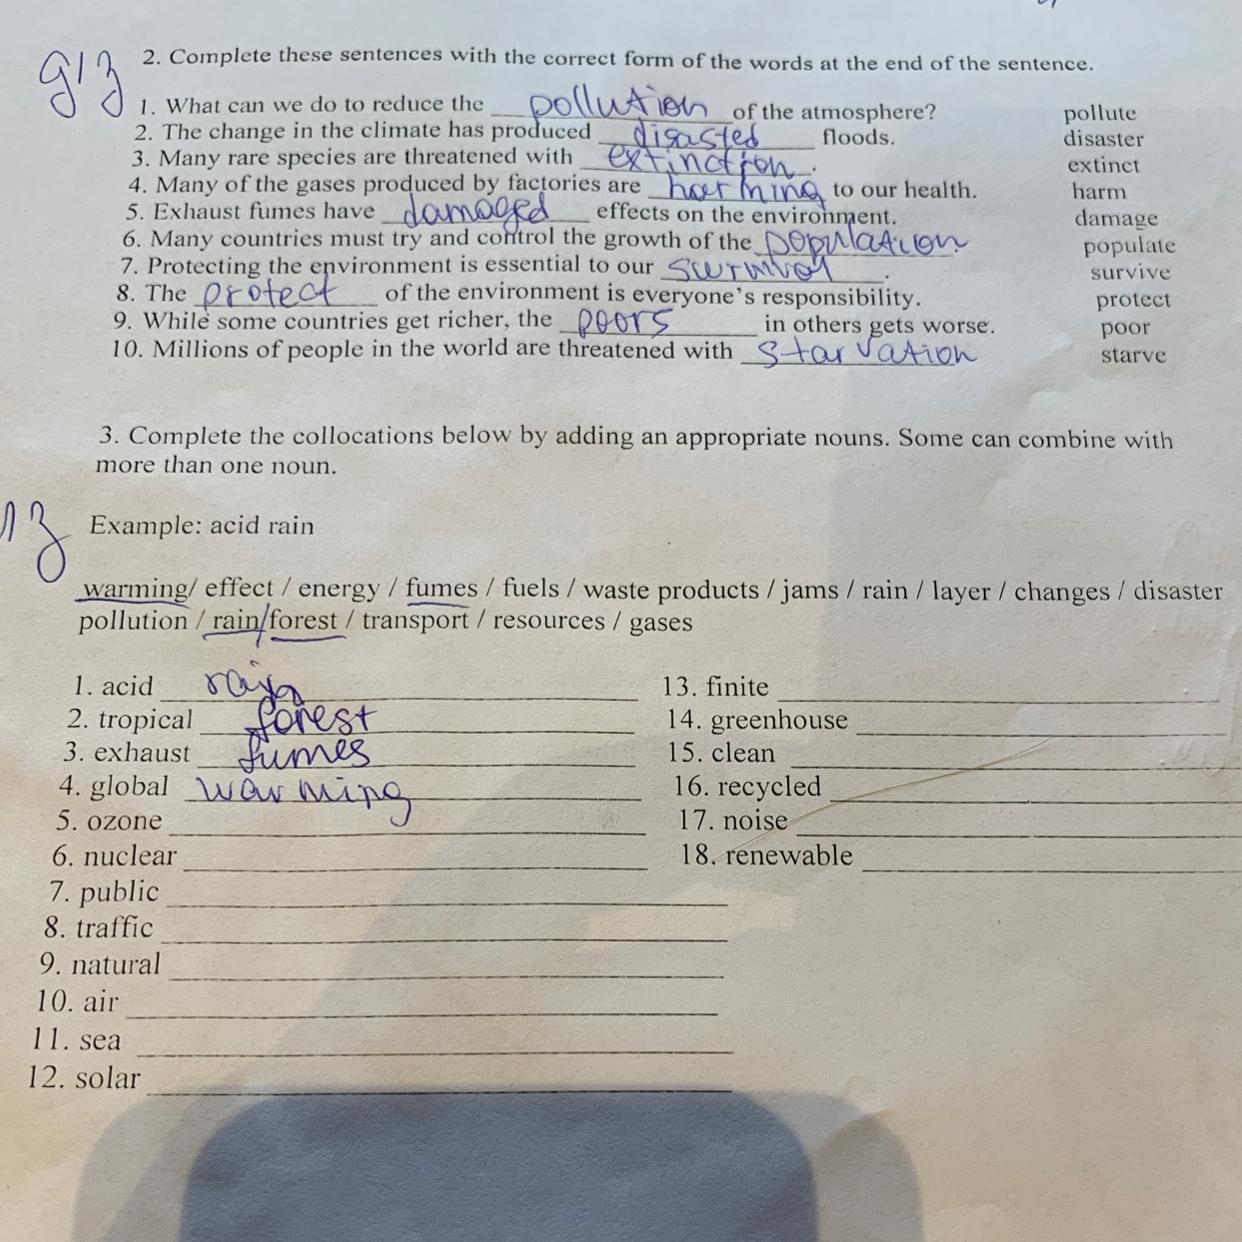 2. Complete these sentences with the correct form of the words at the end of the sentence.
1. What can we do to reduce the pollution of the atmosphere? pollute
2. The change in the climate has produced disasted floods. disaster
3. Many rare species are threatened with extinction. extinct
4. Many of the gases produced by factories are harming to our health. harm
5. Exhaust fumes have damaged effects on the environment. damage
6. Many countries must try and control the growth of the population. populate
7. Protecting the environment is essential to our survival. survive
8. The protect of the environment is everyone's responsibility. protect
9. While some countries get richer, the poors in others gets worse. poor
10. Millions of people in the world are threatened with starvation starve
3. Complete the collocations below by adding an appropriate nouns. Some can combine with
more than one noun.
Example: acid rain
warming/ effect / energy / fumes / fuels / waste products / jams / rain / layer / changes / disaster
pollution / rain/forest / transport / resources / gases
1. acid rain 13. finite
2. tropical forest 14. greenhouse
3. exhaust fumes 15. clean
4. global warming 16. recycled
5. ozone 17. noise
6. nuclear 18. renewable
7. public
8. traffic
9. natural
10. air
11. sea
12. solar